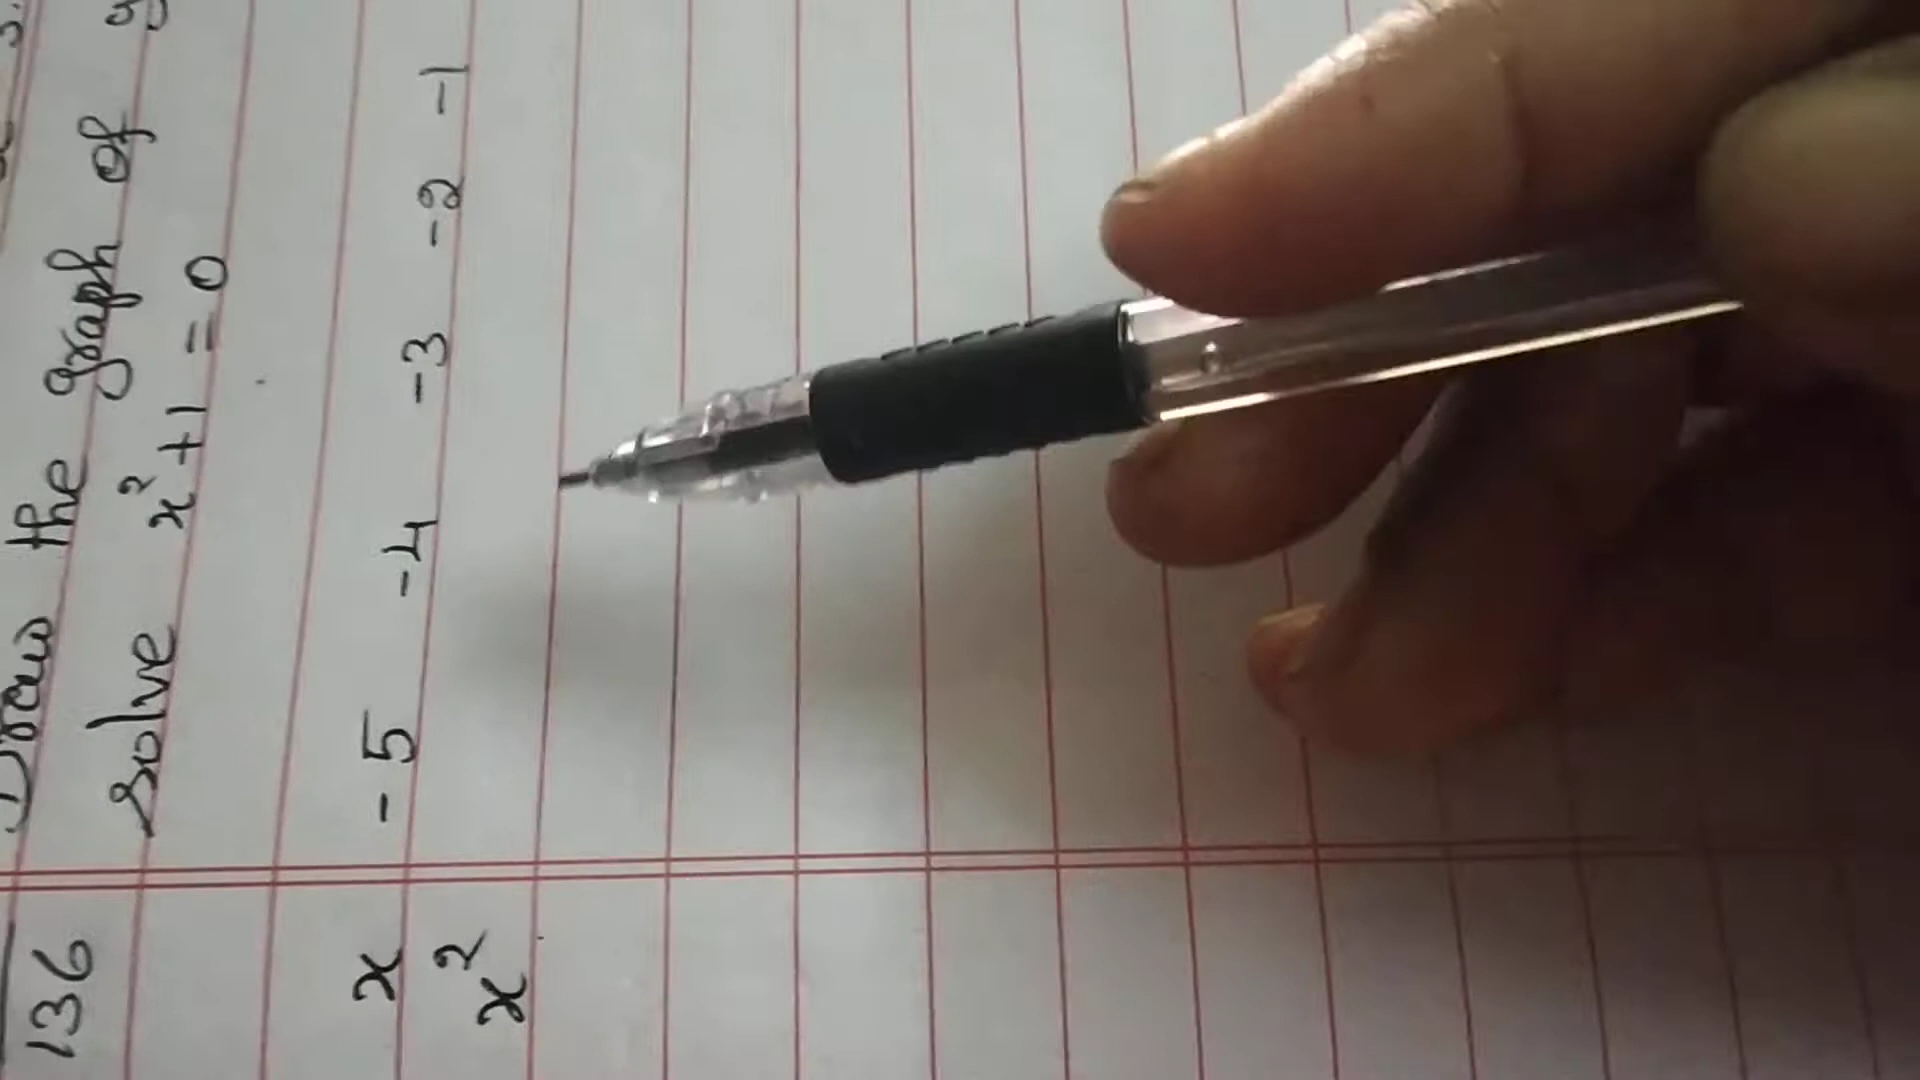 136 Draw the graph of
solve x²+1=0
x -5 -4 -3 -2 -1
x²